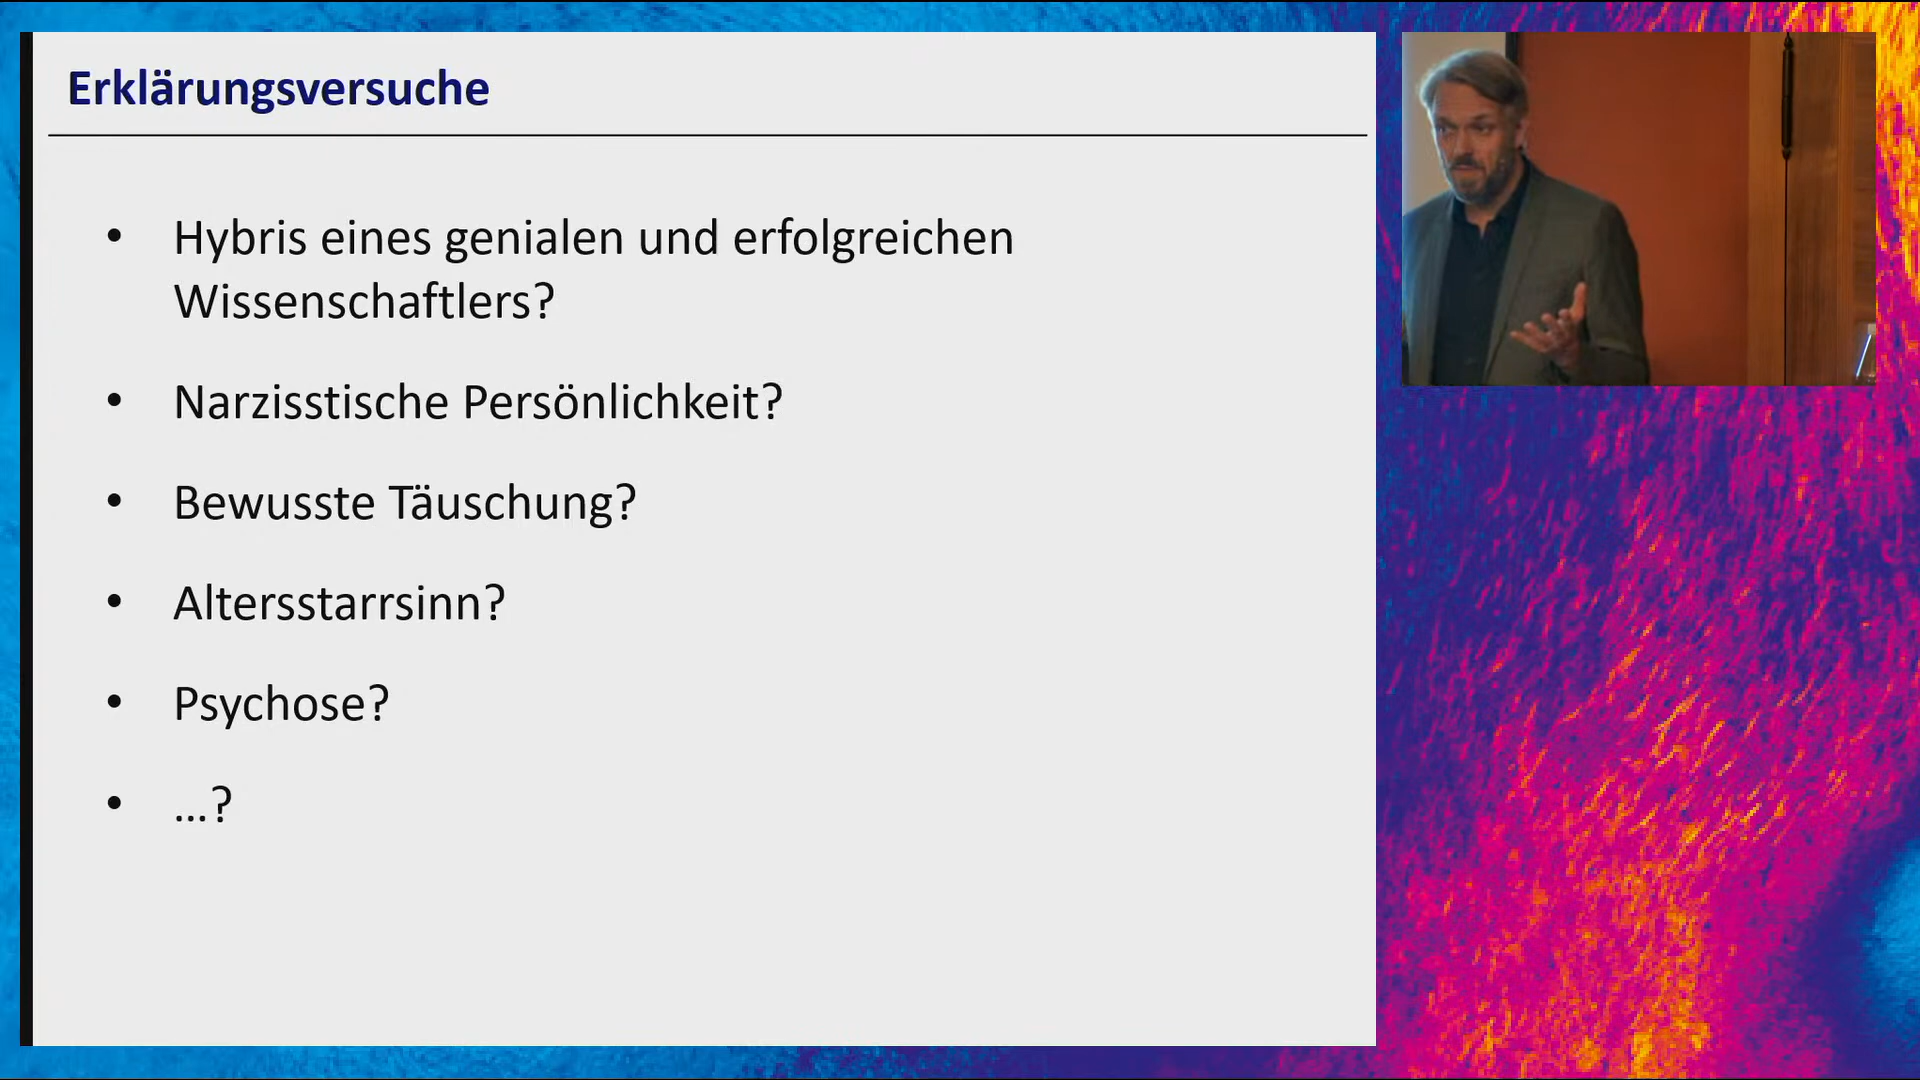 Erklärungsversuche
• Hybris eines genialen und erfolgreichen
Wissenschaftlers?
• Narzisstische Persönlichkeit?
• Bewusste Täuschung?
• Altersstarrsinn?
• Psychose?
• ...?